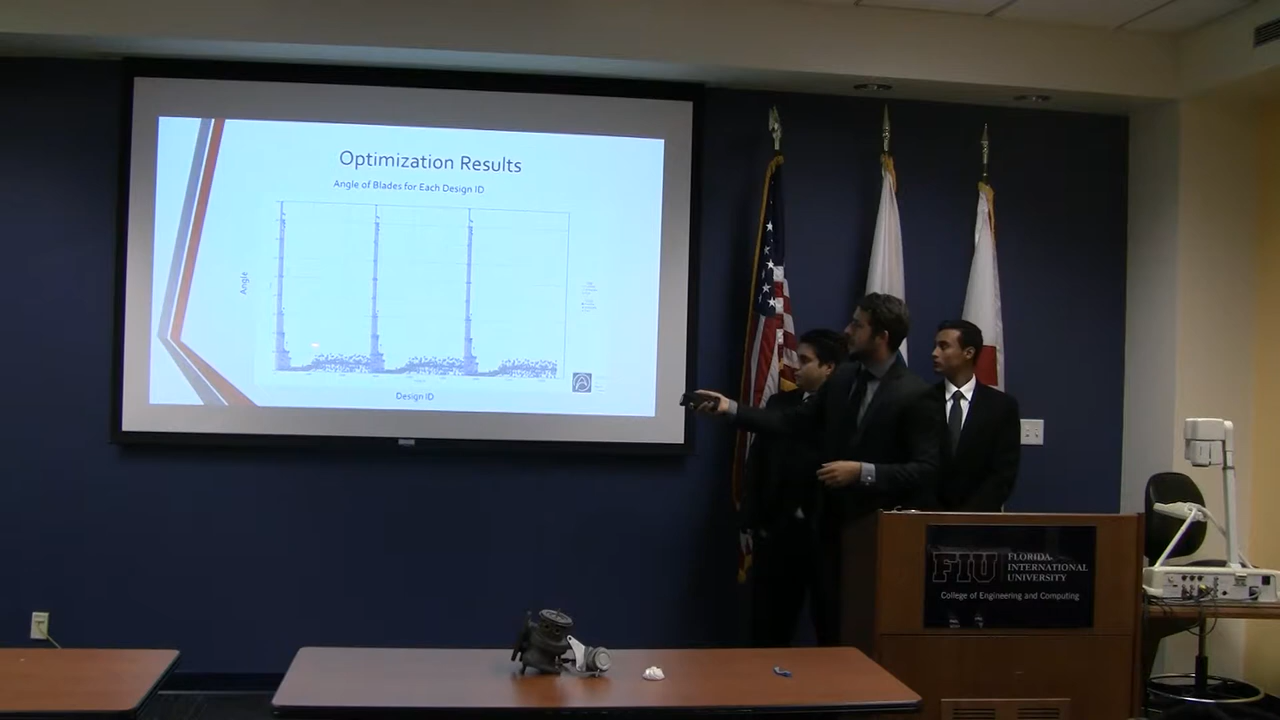 Optimization Results
Angle of Blades for Each Design ID
Angle
Design ID
FIU
FLORIDA
INTERNATIONAL
UNIVERSITY
College of Engineering and Computing